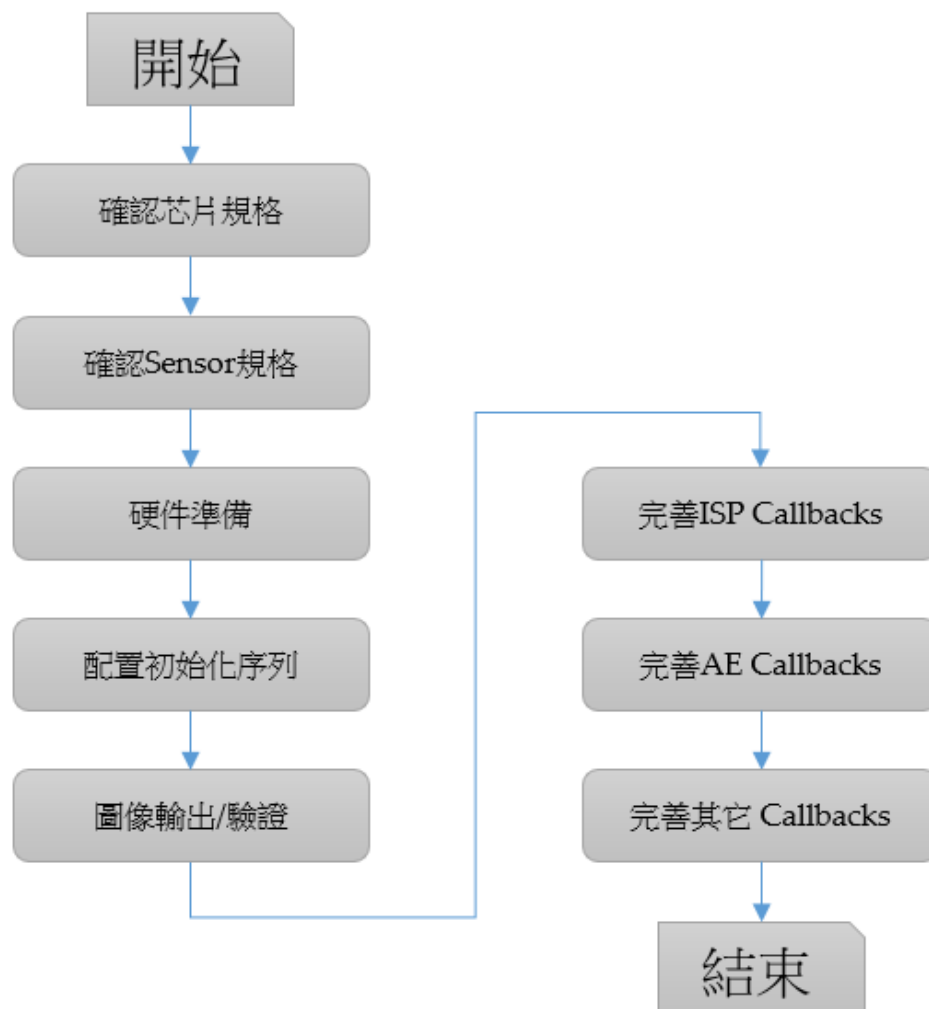 開始
確認芯片規格
確認Sensor規格
硬件準備
配置初始化序列
圖像輸出/驗證
完善ISP Callbacks
完善AE Callbacks
完善其它 Callbacks
結束